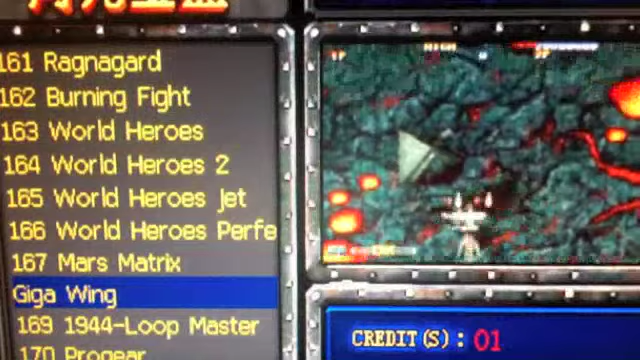 161 Ragnagard
162 Burning Fight
163 World Heroes
164 World Heroes 2
165 World Heroes Jet
166 World Heroes Perfe
167 Mars Matrix
Giga Wing
169 1944-Loop Master
170 Progear
CREDIT(S): 01